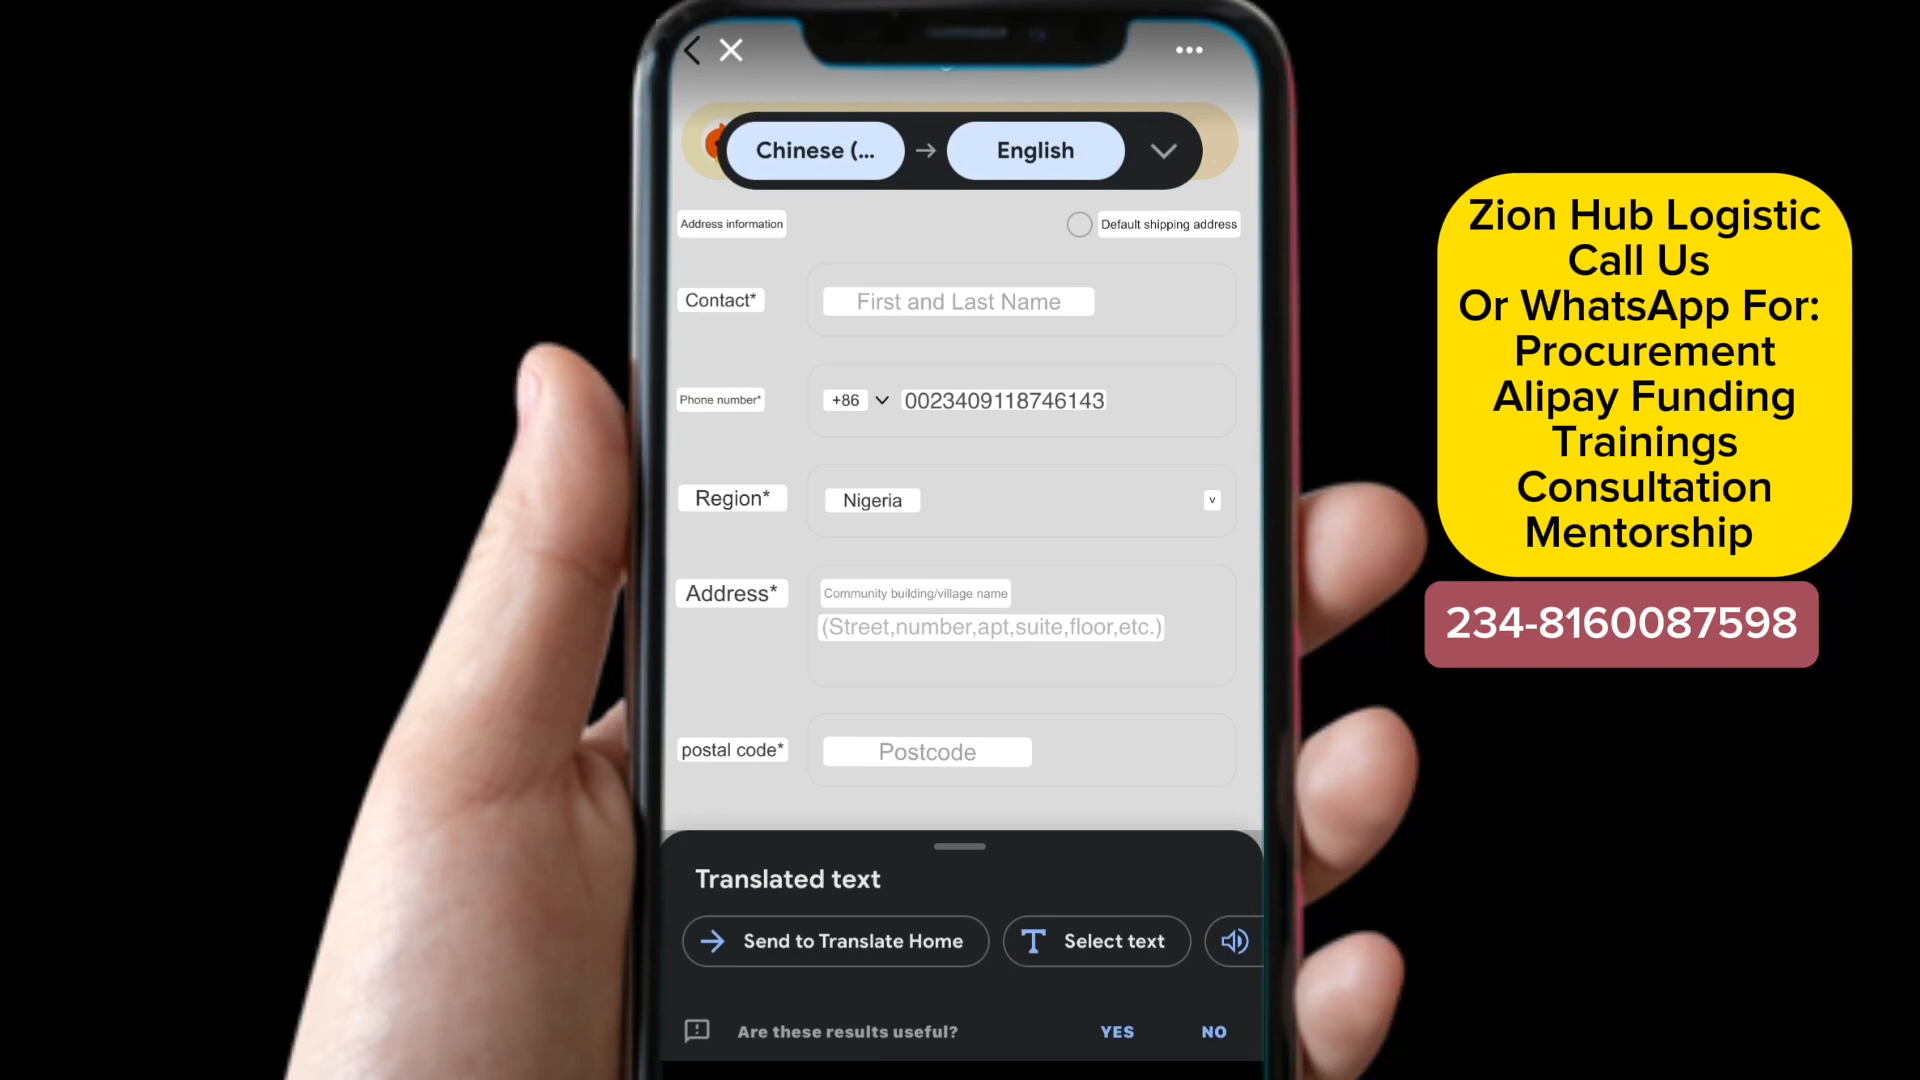 Chinese (...
English
Address information
Default shipping address
Contact*
First and Last Name
Phone number*
+86
0023409118746143
Region*
Nigeria
v
Address*
Community building/village name
(Street,number,apt,suite,floor,etc.)
postal code*
Postcode
Translated text
Send to Translate Home
Select text
Are these results useful?
YES
NO
Zion Hub Logistic
Call Us
Or WhatsApp For:
Procurement
Alipay Funding
Trainings
Consultation
Mentorship
234-8160087598